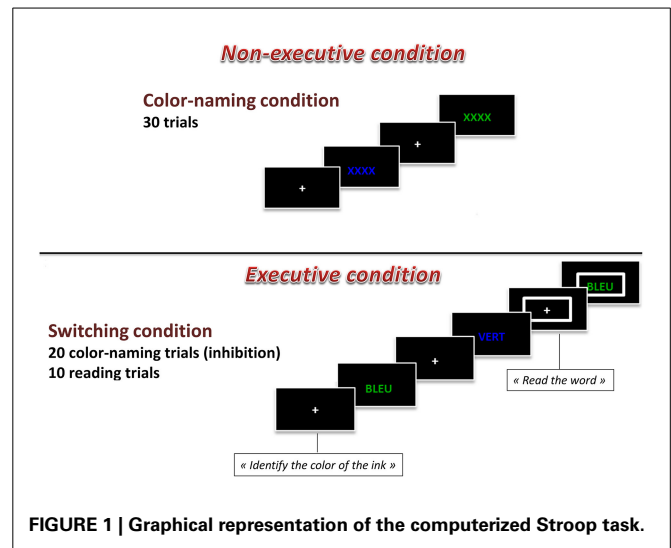 Non-executive condition
Color-naming condition
30 trials
XXXX
+
XXXX
+
Executive condition
Switching condition
20 color-naming trials (inhibition)
10 reading trials
BLEU
+
VERT
+
BLEU
+
« Read the word »
« Identify the color of the ink »
FIGURE 1 | Graphical representation of the computerized Stroop task.